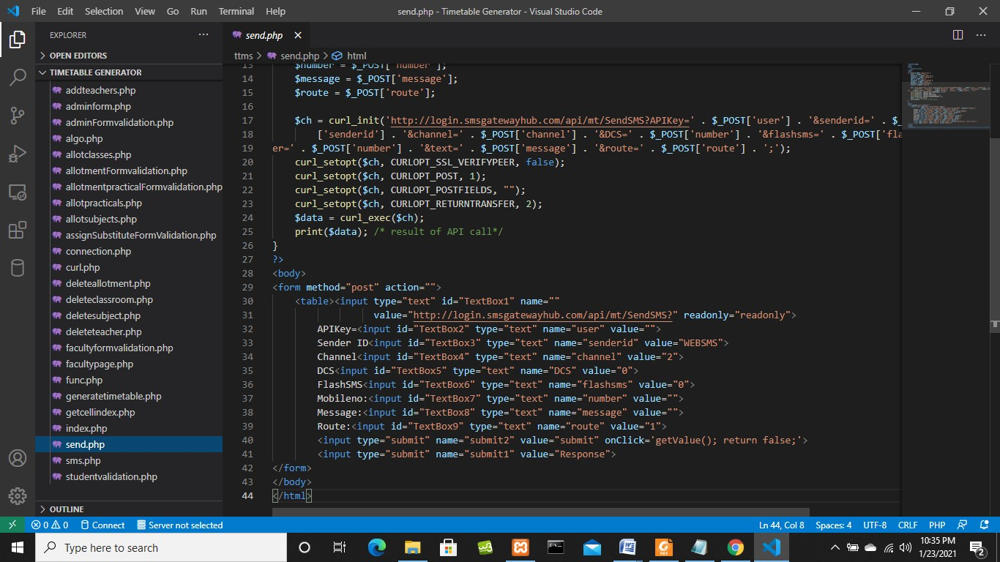 File Edit Selection View Go Run Terminal Help send.php - Timetable Generator - Visual Studio Code
EXPLORER ··· send.php
OPEN EDITORS
ttms > send.php > html
TIMETABLE GENERATOR
addteachers.php
adminform.php
adminFormvalidation.php
algo.php
allotclasses.php
allotmentFormvalidation.php
allotmentpracticalFormvalidation.php
allotpracticals.php
allotsubjects.php
assignSubstituteFormValidation.php
connection.php
curl.php
deleteallotment.php
deleteclassroom.php
deletesubject.php
deleteteacher.php
facultyformvalidation.php
facultypage.php
func.php
generatetimetable.php
getcellindex.php
index.php
send.php
sms.php
studentvalidation.php
OUTLINE
13 $number = $_POST['number'];
14 $message = $_POST['message'];
15 $route = $_POST['route'];
16
17 $ch = curl_init('http://login.smsgatewayhub.com/api/mt/SendSMS?APIKey=' . $_POST['user'] . '&senderid=' . $_
18 ['senderid'] . '&channel=' . $_POST['channel'] . '&DCS=' . $_POST['number'] . '&flashsms=' . $_POST['fla
19 er=' . $_POST['number'] . '&text=' . $_POST['message'] . '&route=' . $_POST['route'] . ';');
20 curl_setopt($ch, CURLOPT_SSL_VERIFYPEER, false);
21 curl_setopt($ch, CURLOPT_POST, 1);
22 curl_setopt($ch, CURLOPT_POSTFIELDS, "");
23 curl_setopt($ch, CURLOPT_RETURNTRANSFER, 2);
24 $data = curl_exec($ch);
25 print($data); /* result of API call*/
26 }
27 ?>
28 <body>
29 <form method="post" action="">
30 <table><input type="text" id="TextBox1" name=""
31 value="http://login.smsgatewayhub.com/api/mt/SendSMS?" readonly="readonly">
32 APIKey=<input id="TextBox2" type="text" name="user" value="">
33 Sender ID<input id="TextBox3" type="text" name="senderid" value="WEBSMS">
34 Channel<input id="TextBox4" type="text" name="channel" value="2">
35 DCS<input id="TextBox5" type="text" name="DCS" value="0">
36 FlashSMS<input id="TextBox6" type="text" name="flashsms" value="0">
37 Mobileno:<input id="TextBox7" type="text" name="number" value="">
38 Message:<input id="TextBox8" type="text" name="message" value="">
39 Route:<input id="TextBox9" type="text" name="route" value="1">
40 <input type="submit" name="submit2" value="submit" onClick='getValue(); return false;'>
41 <input type="submit" name="submit1" value="Response">
42 </form>
43 </body>
44 </html>
0 0 Connect Server not selected Ln 44, Col 8 Spaces: 4 UTF-8 CRLF PHP
Type here to search
10:35 PM
1/23/2021
2